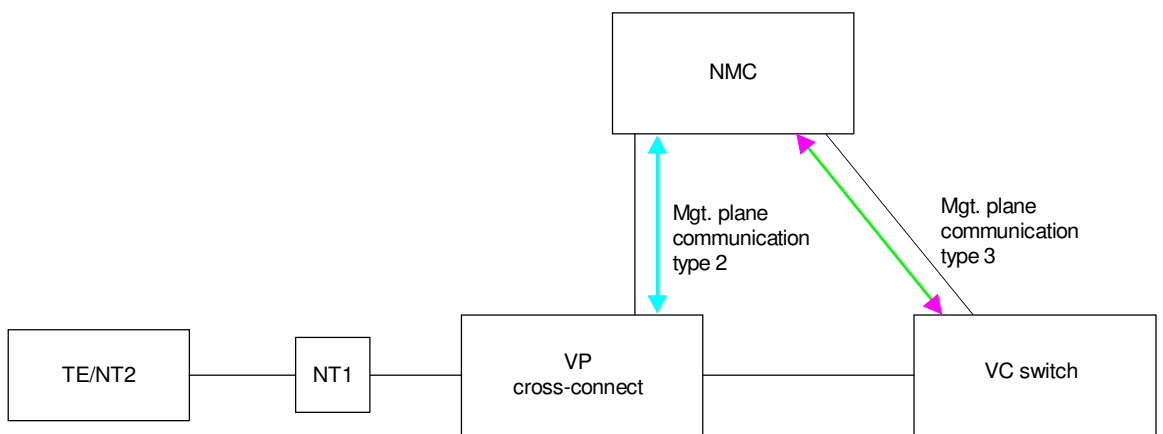 NMC
Mgt. plane
communication
type 2
Mgt. plane
communication
type 3
TE/NT2
NT1
VP
cross-connect
VC switch